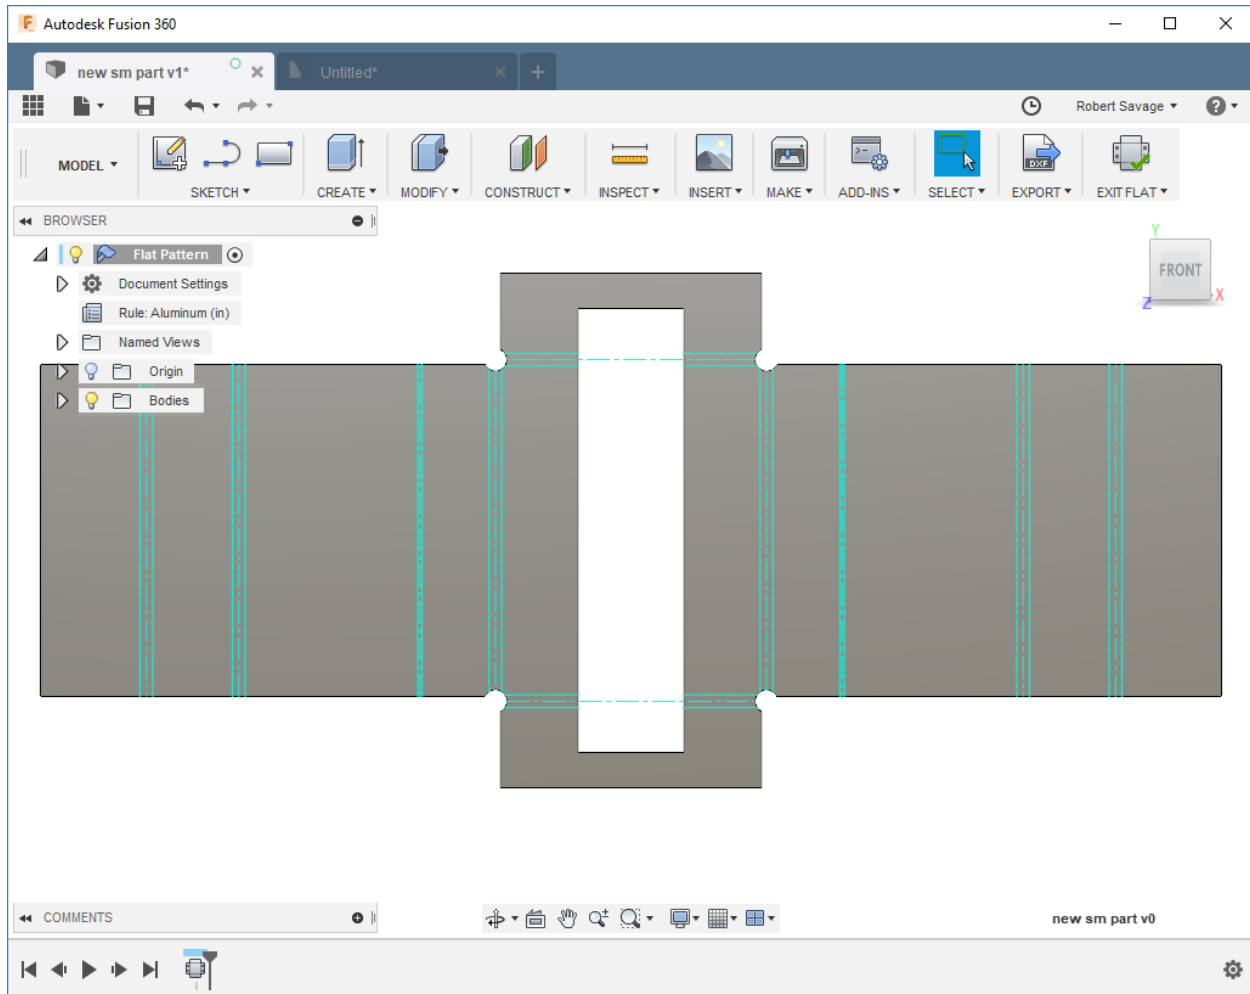 Autodesk Fusion 360
new sm part v1*
Untitled*
Robert Savage
MODEL
SKETCH
CREATE
MODIFY
CONSTRUCT
INSPECT
INSERT
MAKE
ADD-INS
SELECT
DXF
EXPORT
EXIT FLAT
BROWSER
Flat Pattern
Document Settings
Rule: Aluminum (in)
Named Views
Origin
Bodies
Y
FRONT
Z
X
COMMENTS
new sm part v0